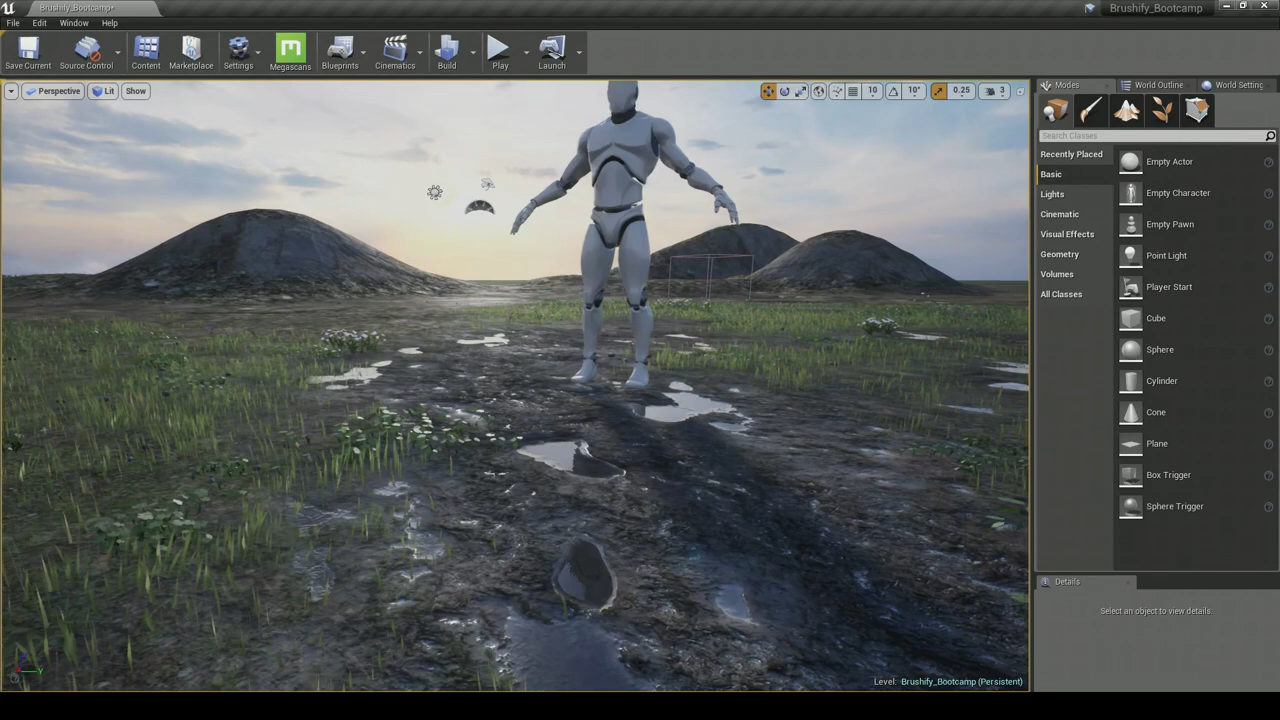 Brushify_Bootcamp*
Brushify_Bootcamp
File Edit Window Help
Save Current Source Control Content Marketplace Settings Megascans Blueprints Cinematics Build Play Launch
Perspective Lit Show
10 10° 0.25 3
Modes World Outline World Setting
Search Classes
Recently Placed
Basic
Lights
Cinematic
Visual Effects
Geometry
Volumes
All Classes
Empty Actor
Empty Character
Empty Pawn
Point Light
Player Start
Cube
Sphere
Cylinder
Cone
Plane
Box Trigger
Sphere Trigger
Details
Select an object to view details
Level: Brushify_Bootcamp (Persistent)